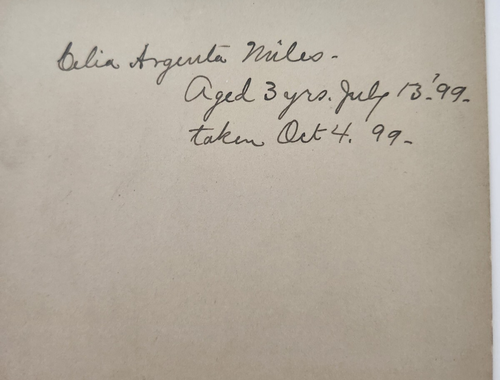 Celia Argenta Miles-
Aged 3 yrs. July 13. '99-
taken Oct 4. 99-